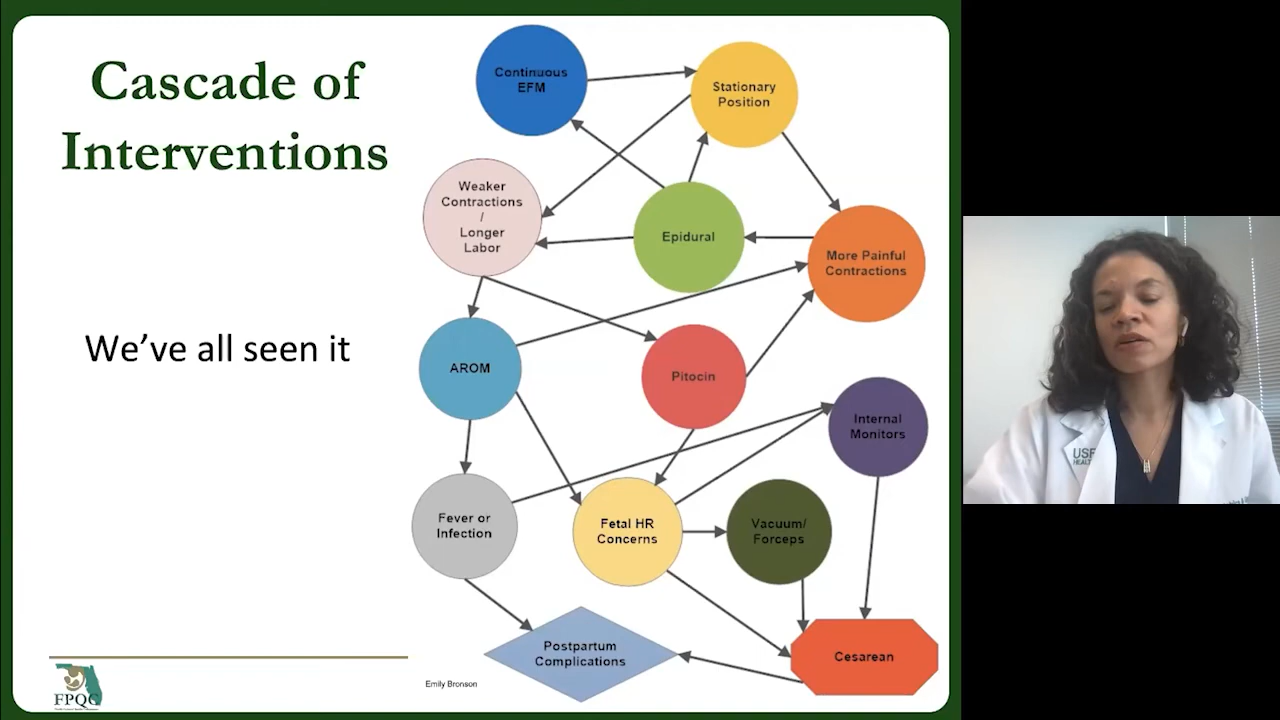 Cascade of
Interventions
We've all seen it
Continuous
EFM
Stationary
Position
Weaker
Contractions
/
Longer
Labor
Epidural
More Painful
Contractions
AROM
Pitocin
Internal
Monitors
Fever or
Infection
Fetal HR
Concerns
Vacuum/
Forceps
Postpartum
Complications
Cesarean
Emily Bronson
FPQC
USF
HEALTH